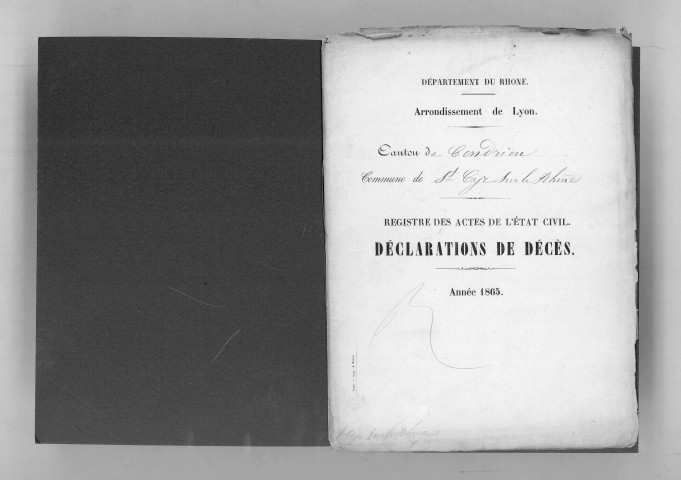 DÉPARTEMENT DU RHONE.
Arrondissement de Lyon.
Canton de Condrieu
Commune de St Cyr sur le Rhône
REGISTRE DES ACTES DE L'ÉTAT CIVIL.
DÉCLARATIONS DE DÉCÈS.
Année 1865.